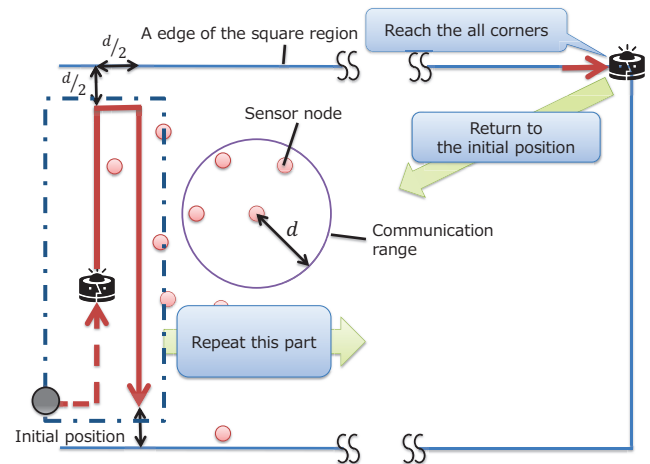 A edge of the square region
Reach the all corners
d/2
d/2
Sensor node
Return to
the initial position
d
Communication
range
Repeat this part
Initial position